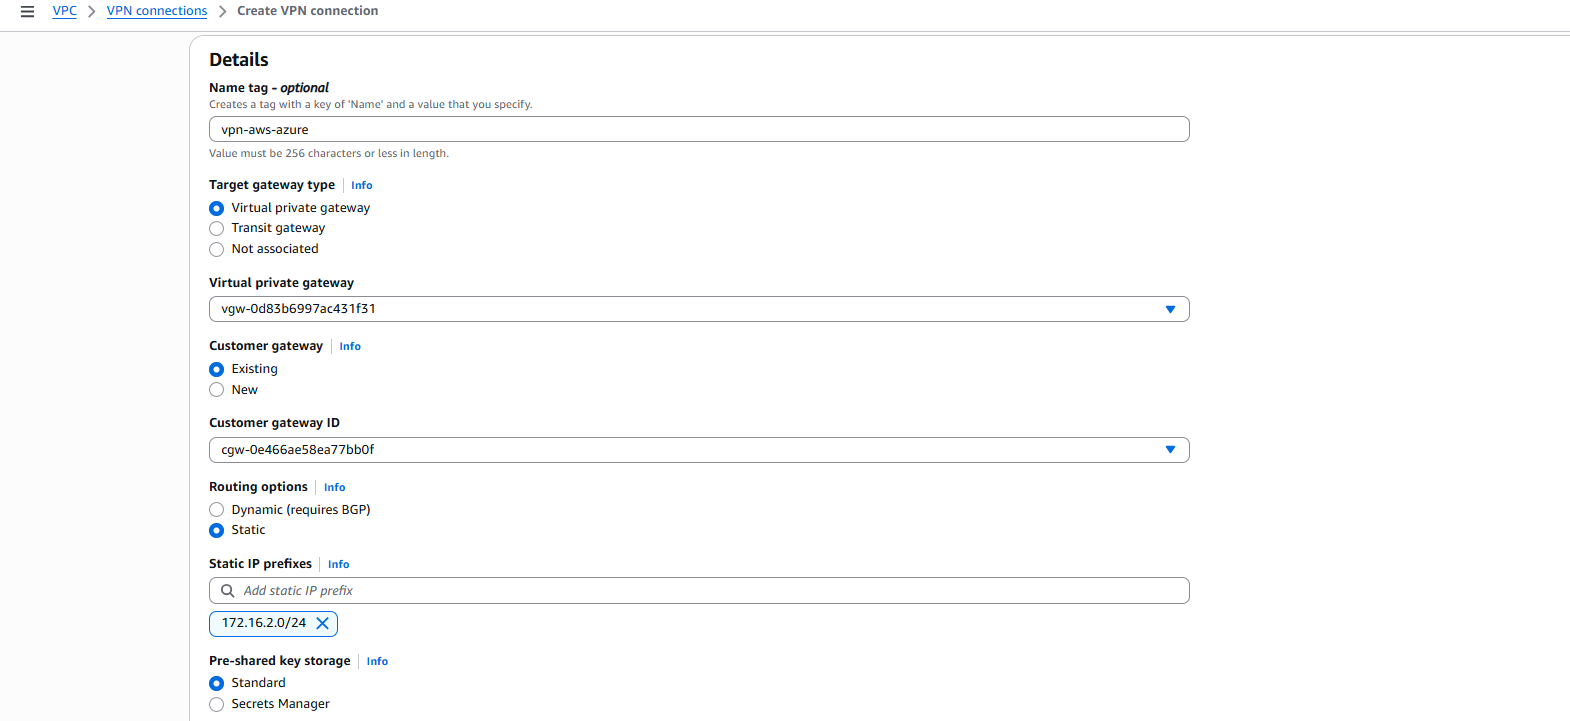 VPC > VPN connections > Create VPN connection
Details
Name tag - optional
Creates a tag with a key of 'Name' and a value that you specify.
vpn-aws-azure
Value must be 256 characters or less in length.
Target gateway type Info
Virtual private gateway
Transit gateway
Not associated
Virtual private gateway
vgw-0d83b6997ac431f31
Customer gateway Info
Existing
New
Customer gateway ID
cgw-0e466ae58ea77bb0f
Routing options Info
Dynamic (requires BGP)
Static
Static IP prefixes Info
Add static IP prefix
172.16.2.0/24
Pre-shared key storage Info
Standard
Secrets Manager